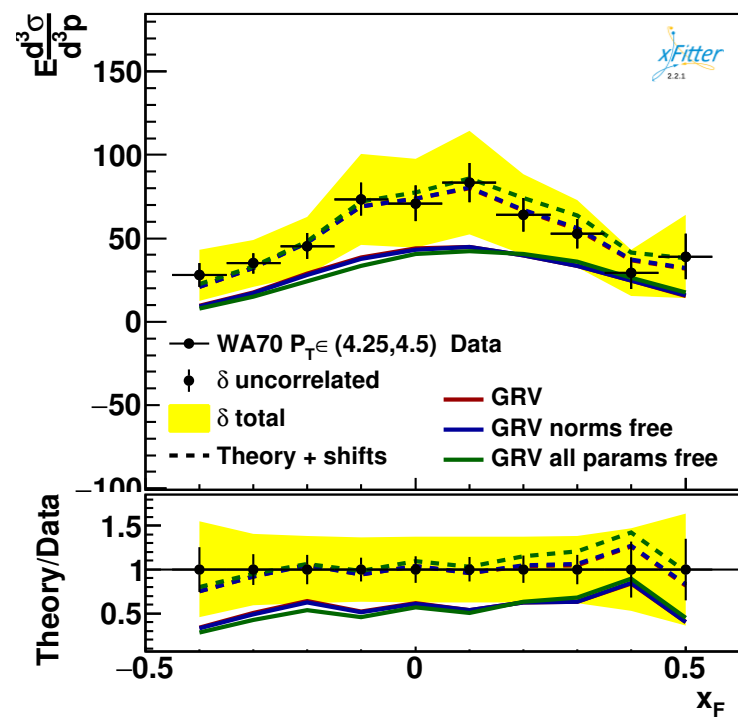 E d³σ/d³p
xFitter
2.2.1
150
100
50
0
−50
−100
WA70 P_T ∈ (4.25,4.5) Data
δ uncorrelated
δ total
Theory + shifts
GRV
GRV norms free
GRV all params free
Theory/Data
1.5
1
0.5
−0.5
0
0.5
x_F